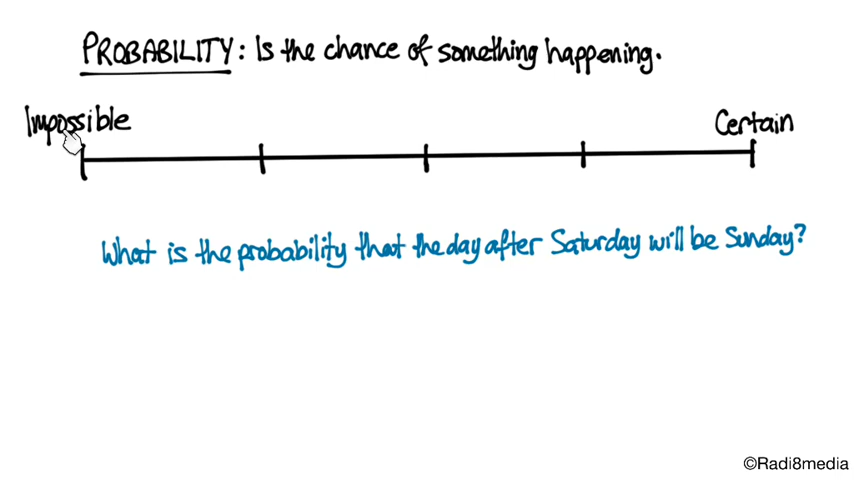 PROBABILITY: Is the chance of something happening.
Impossible
Certain
What is the probability that the day after Saturday will be Sunday?
©Radi8media